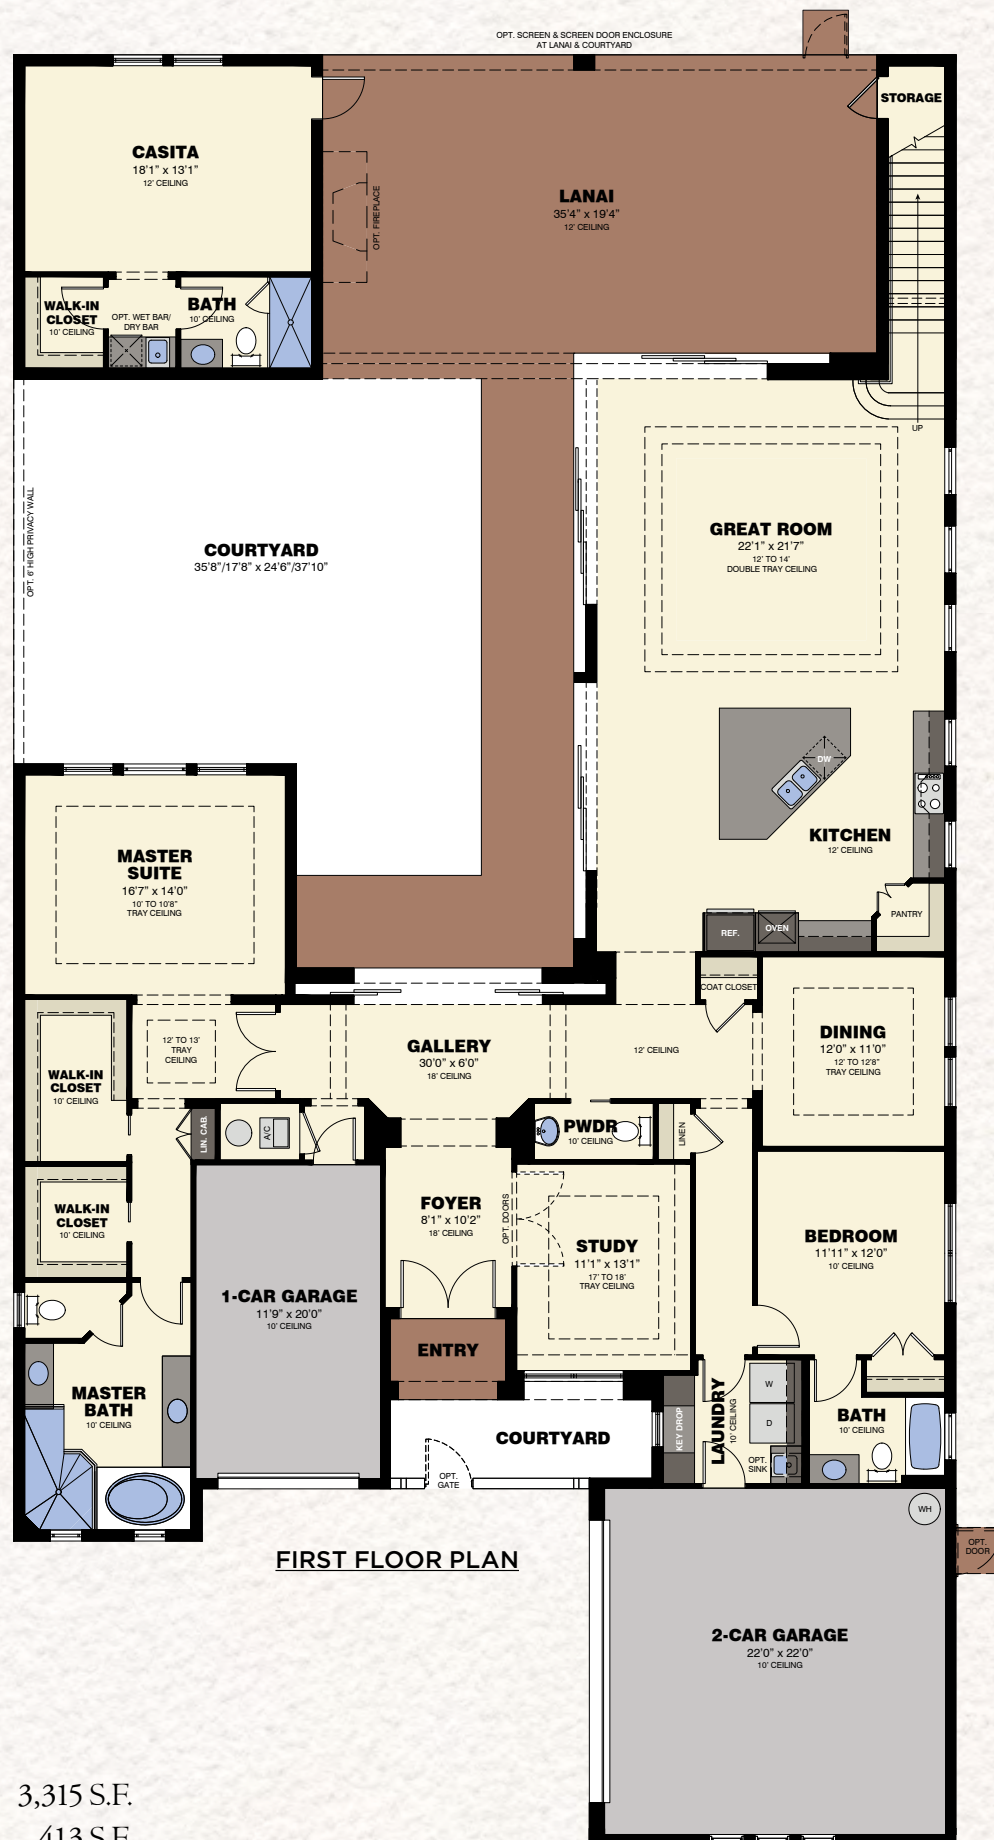 OPT. SCREEN & SCREEN DOOR ENCLOSURE
AT LANAI & COURTYARD
STORAGE
CASITA
18'1" x 13'1"
12' CEILING
LANAI
35'4" x 19'4"
12' CEILING
OPT. FIREPLACE
WALK-IN
CLOSET
10' CEILING
OPT. WET BAR/
DRY BAR
BATH
10' CEILING
UP
OPT. 6' HIGH PRIVACY WALL
COURTYARD
35'8"/17'8" x 24'6"/37'10"
GREAT ROOM
22'1" x 21'7"
12' TO 14'
DOUBLE TRAY CEILING
DW
KITCHEN
12' CEILING
MASTER
SUITE
16'7" x 14'0"
10' TO 10'8"
TRAY CEILING
PANTRY
REF.
OVEN
COAT CLOSET
12' TO 13'
TRAY
CEILING
GALLERY
30'0" x 6'0"
18' CEILING
12' CEILING
DINING
12'0" x 11'0"
12' TO 12'8"
TRAY CEILING
WALK-IN
CLOSET
10' CEILING
LIN. CAB.
A/C
PWDR
10' CEILING
LINEN
WALK-IN
CLOSET
10' CEILING
FOYER
8'1" x 10'2"
18' CEILING
OPT. DOORS
STUDY
11'1" x 13'1"
17' TO 18'
TRAY CEILING
BEDROOM
11'11" x 12'0"
10' CEILING
1-CAR GARAGE
11'9" x 20'0"
10' CEILING
ENTRY
MASTER
BATH
10' CEILING
KEY DROP
LAUNDRY
10' CEILING
W
D
OPT.
SINK
BATH
10' CEILING
COURTYARD
OPT.
GATE
WH
OPT.
DOOR
FIRST FLOOR PLAN
2-CAR GARAGE
22'0" x 22'0"
10' CEILING
3,315 S.F.
413 S.F.